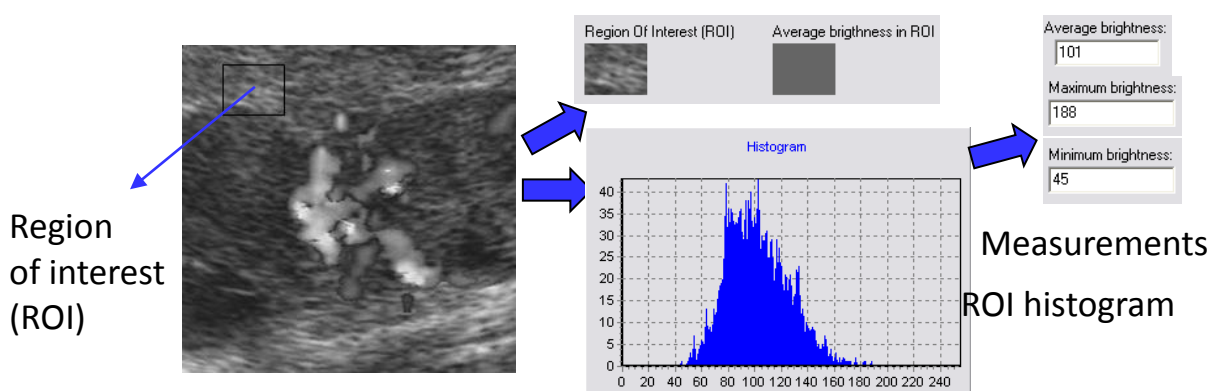 Region
of interest
(ROI)
Region Of Interest (ROI)
Average brigthness in ROI
Histogram
40
35
30
25
20
15
10
5
0
0 20 40 60 80 100 120 140 160 180 200 220 240
Average brightness:
101
Maximum brightness:
188
Minimum brightness:
45
Measurements
ROI histogram